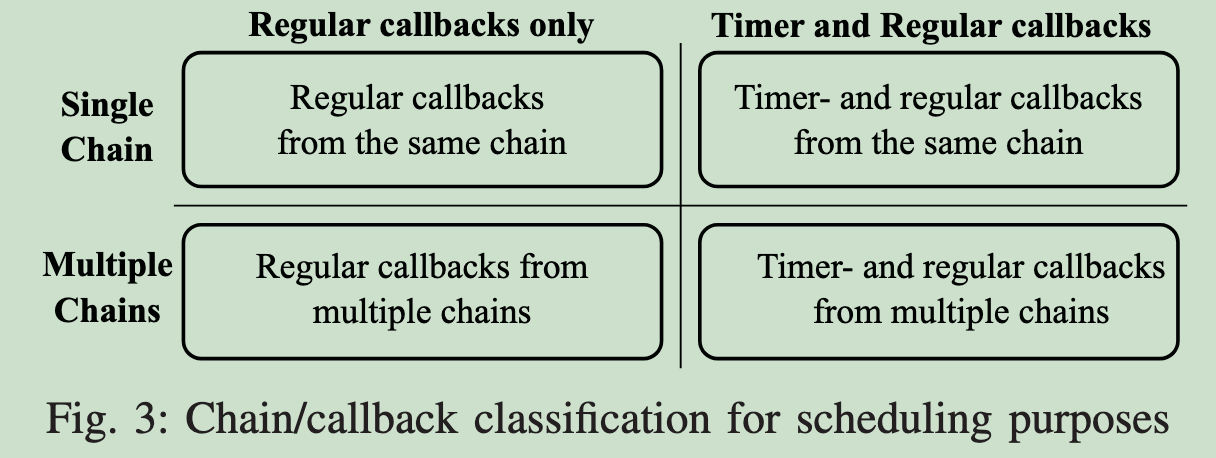 Regular callbacks only
Timer and Regular callbacks
Single
Chain
Regular callbacks
from the same chain
Timer- and regular callbacks
from the same chain
Multiple
Chains
Regular callbacks from
multiple chains
Timer- and regular callbacks
from multiple chains
Fig. 3: Chain/callback classification for scheduling purposes